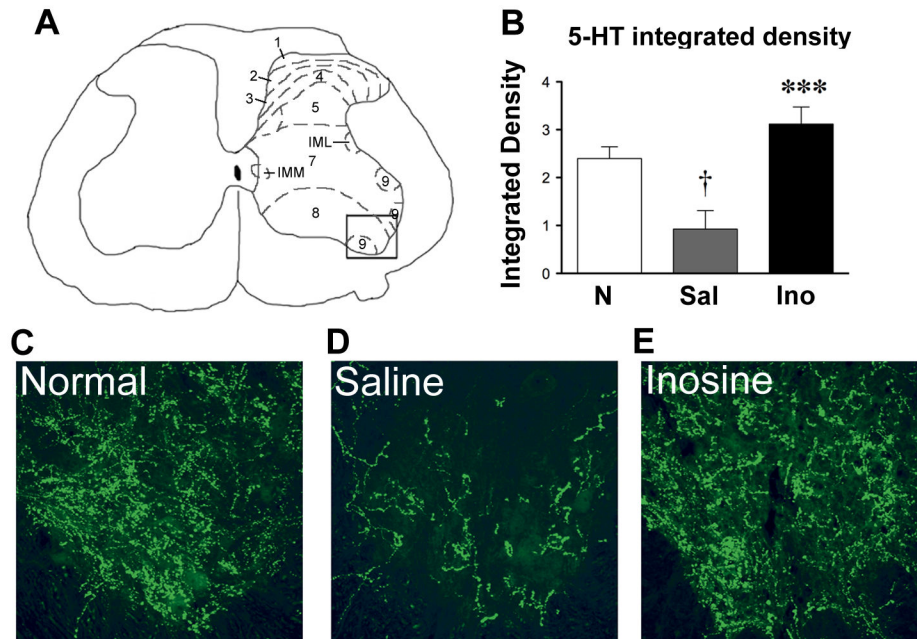 A
1
2
3
4
5
IML
7
IMM
9
8
9
9
B
5-HT integrated density
Integrated Density
4
3
2
1
0
***
†
N Sal Ino
C
Normal
D
Saline
E
Inosine